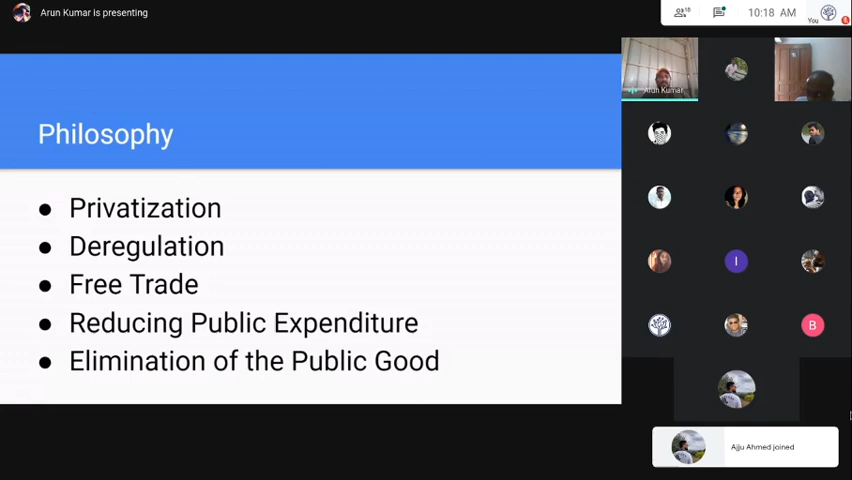 Arun Kumar is presenting
18
10:18 AM
You
Philosophy
● Privatization
● Deregulation
● Free Trade
● Reducing Public Expenditure
● Elimination of the Public Good
Arun Kumar
I
B
Ajju Ahmed joined